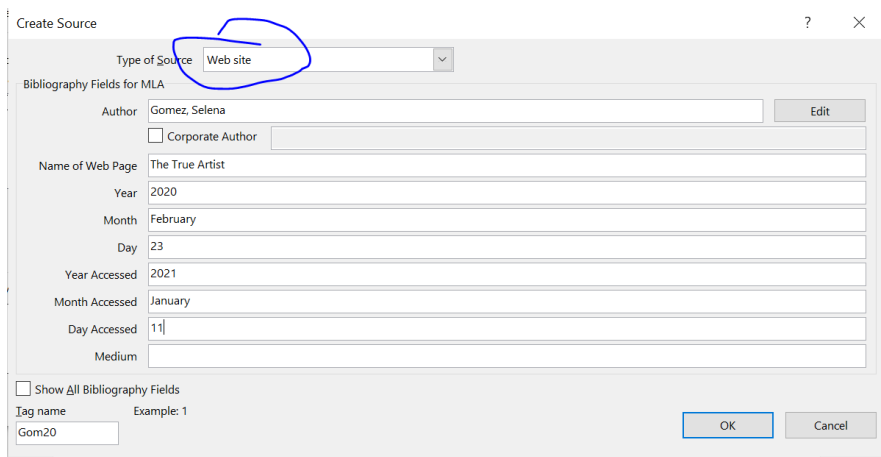 Create Source ? ×
Type of Source Web site
Bibliography Fields for MLA
Author Gomez, Selena Edit
Corporate Author
Name of Web Page The True Artist
Year 2020
Month February
Day 23
Year Accessed 2021
Month Accessed January
Day Accessed 11
Medium
Show All Bibliography Fields
Tag name Example: 1
Gom20 OK Cancel